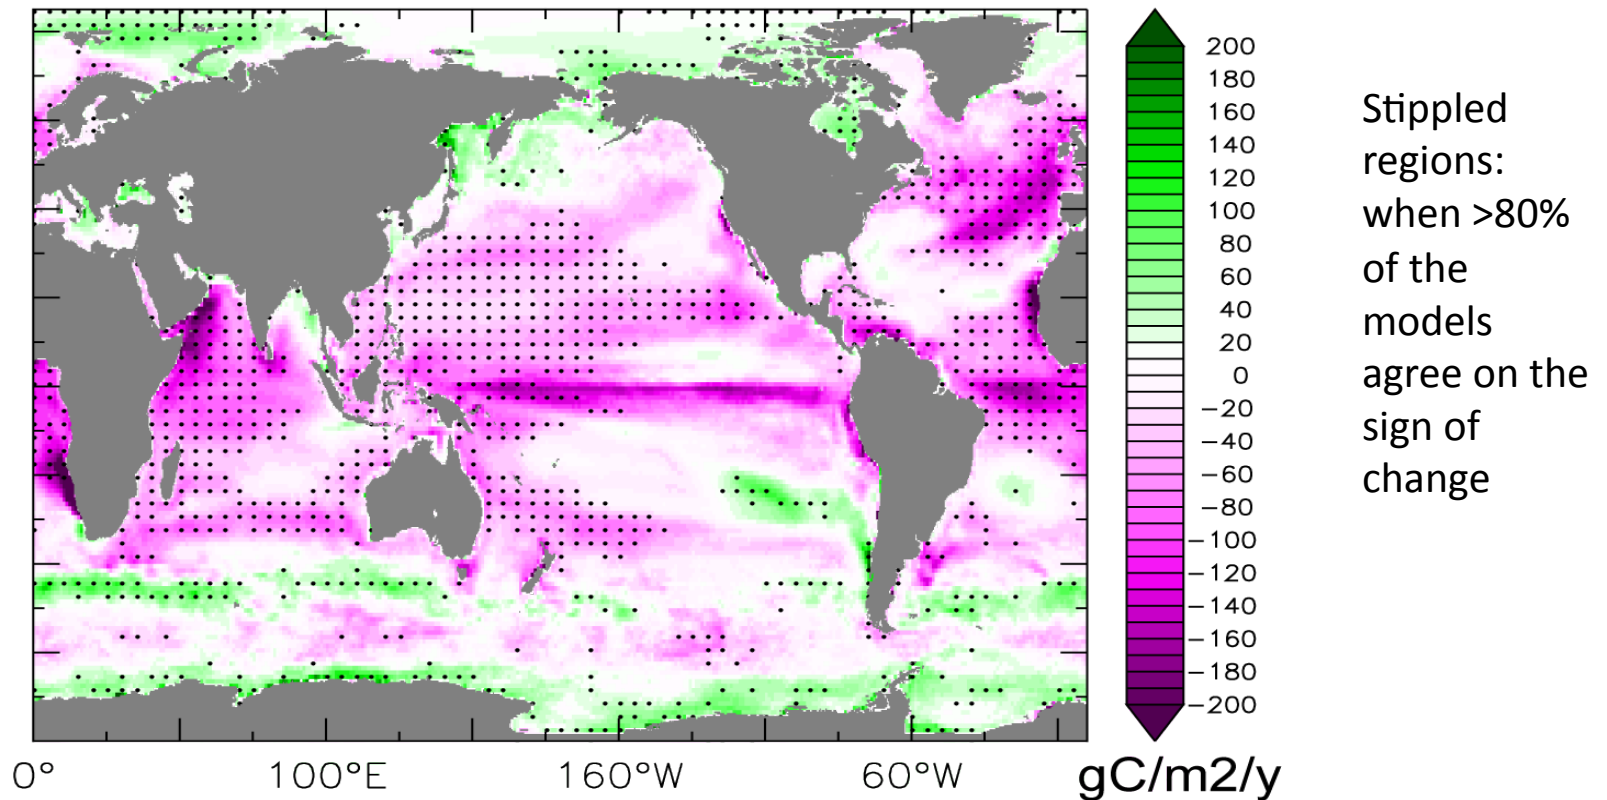 200
180
160
140
120
100
80
60
40
20
0
−20
−40
−60
−80
−100
−120
−140
−160
−180
−200
Stippled
regions:
when >80%
of the
models
agree on the
sign of
change
0° 100°E 160°W 60°W gC/m2/y